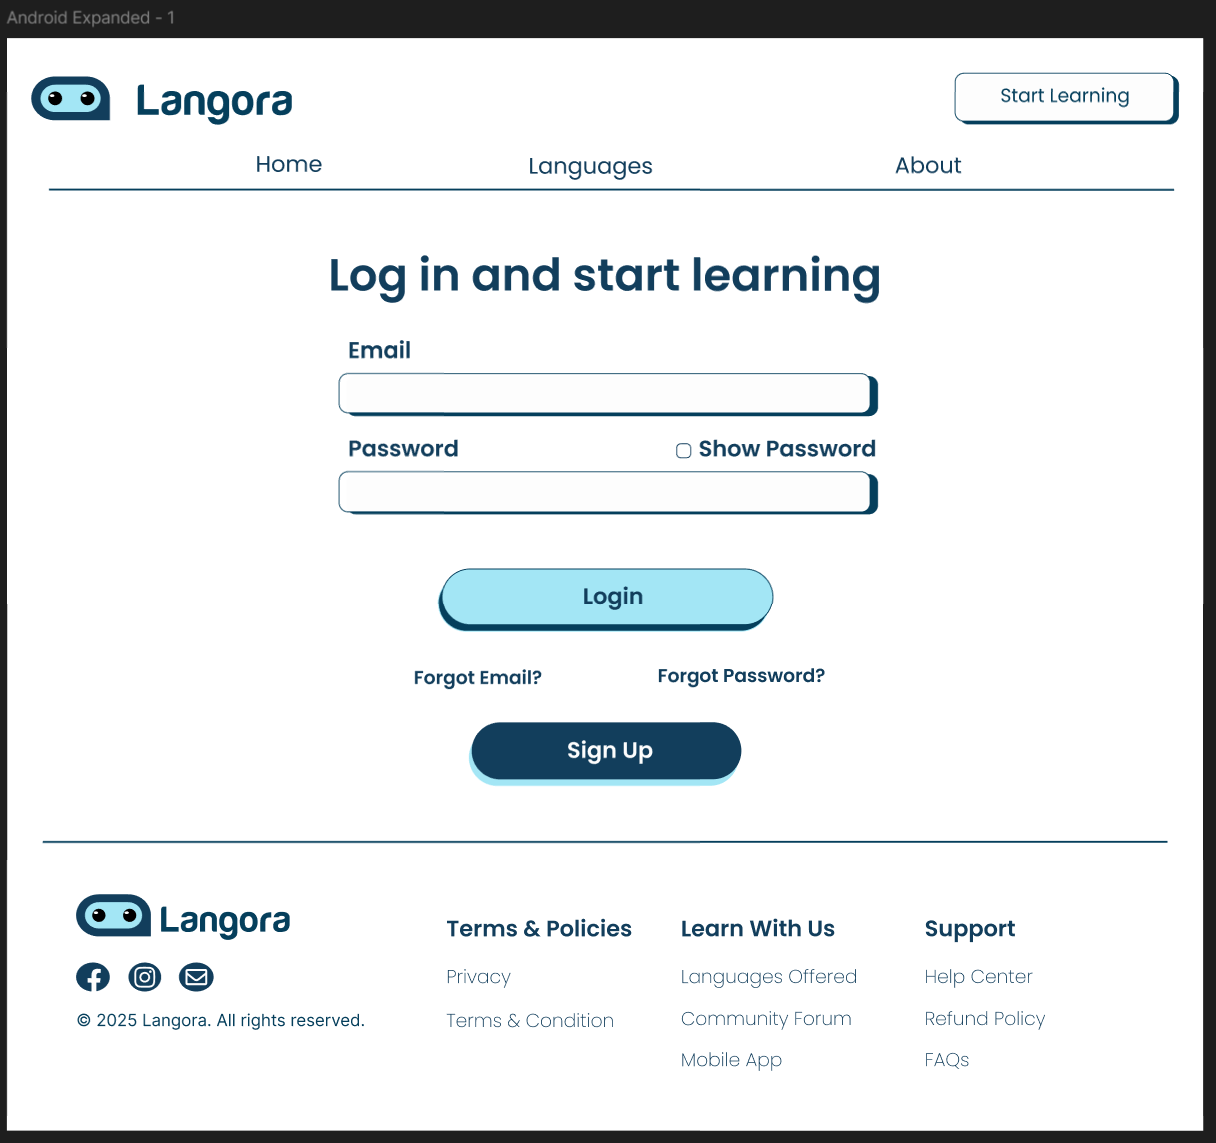 Android Expanded - 1
Langora
Start Learning
Home
Languages
About
Log in and start learning
Email
Password
Show Password
Login
Forgot Email?
Forgot Password?
Sign Up
Langora
© 2025 Langora. All rights reserved.
Terms & Policies
Privacy
Terms & Condition
Learn With Us
Languages Offered
Community Forum
Mobile App
Support
Help Center
Refund Policy
FAQs